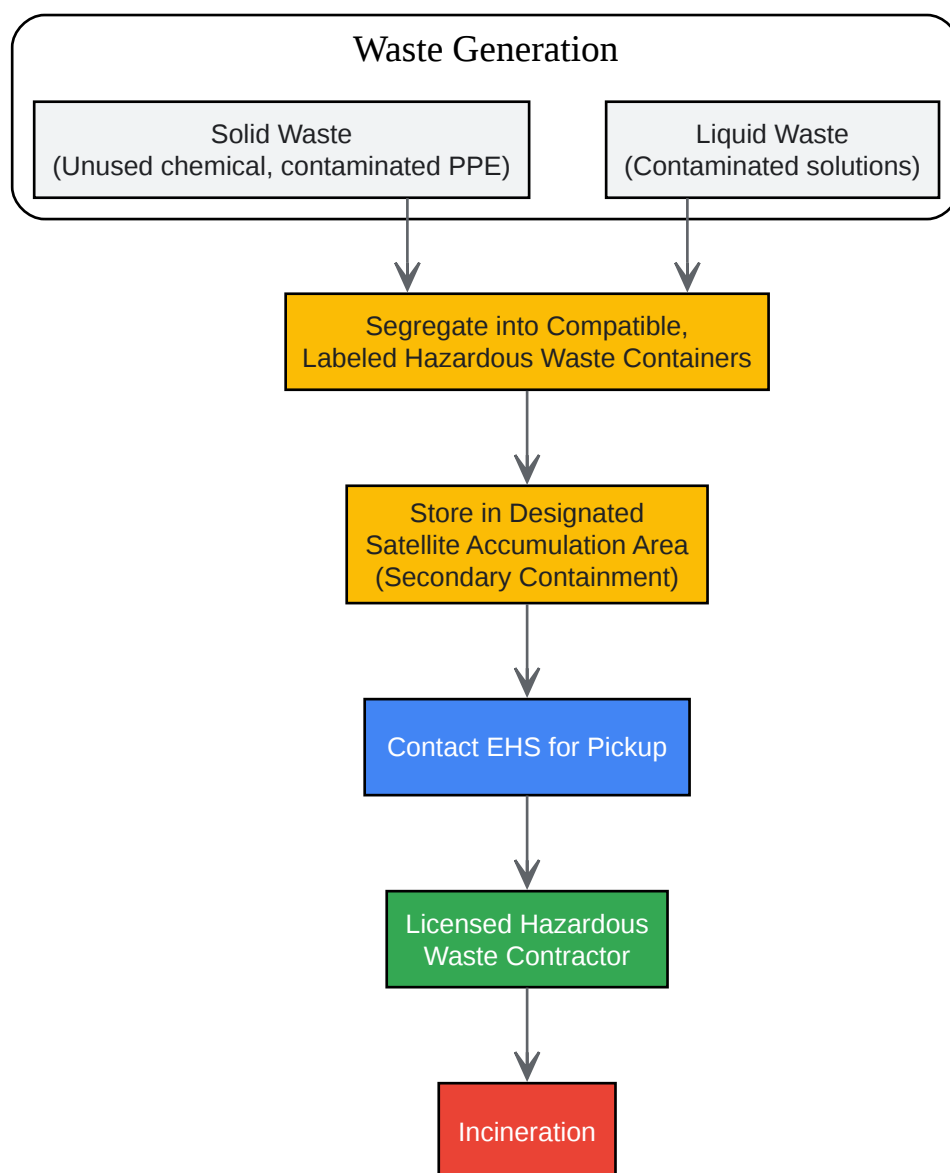 Waste Generation
Solid Waste
(Unused chemical, contaminated PPE)
Liquid Waste
(Contaminated solutions)
Segregate into Compatible,
Labeled Hazardous Waste Containers
Store in Designated
Satellite Accumulation Area
(Secondary Containment)
Contact EHS for Pickup
Licensed Hazardous
Waste Contractor
Incineration